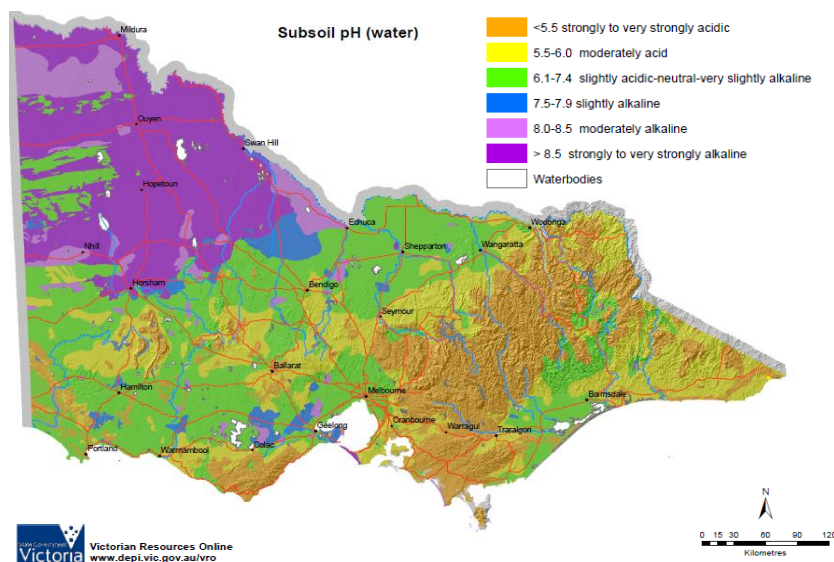 Subsoil pH (water)
<5.5 strongly to very strongly acidic
5.5-6.0 moderately acid
6.1-7.4 slightly acidic-neutral-very slightly alkaline
7.5-7.9 slightly alkaline
8.0-8.5 moderately alkaline
> 8.5 strongly to very strongly alkaline
Waterbodies
Mildura
Ouyen
Swan Hill
Hopetoun
Nhill
Echuca
Wodonga
Shepparton
Wangaratta
Horsham
Bendigo
Seymour
Ballarat
Hamilton
Melbourne
Bairnsdale
Geelong
Cranbourne
Warragul
Traralgon
Portland
Warrnambool
Colac
N
0 15 30 60 90 120
Kilometres
State Government
Victoria
Victorian Resources Online
www.depi.vic.gov.au/vro